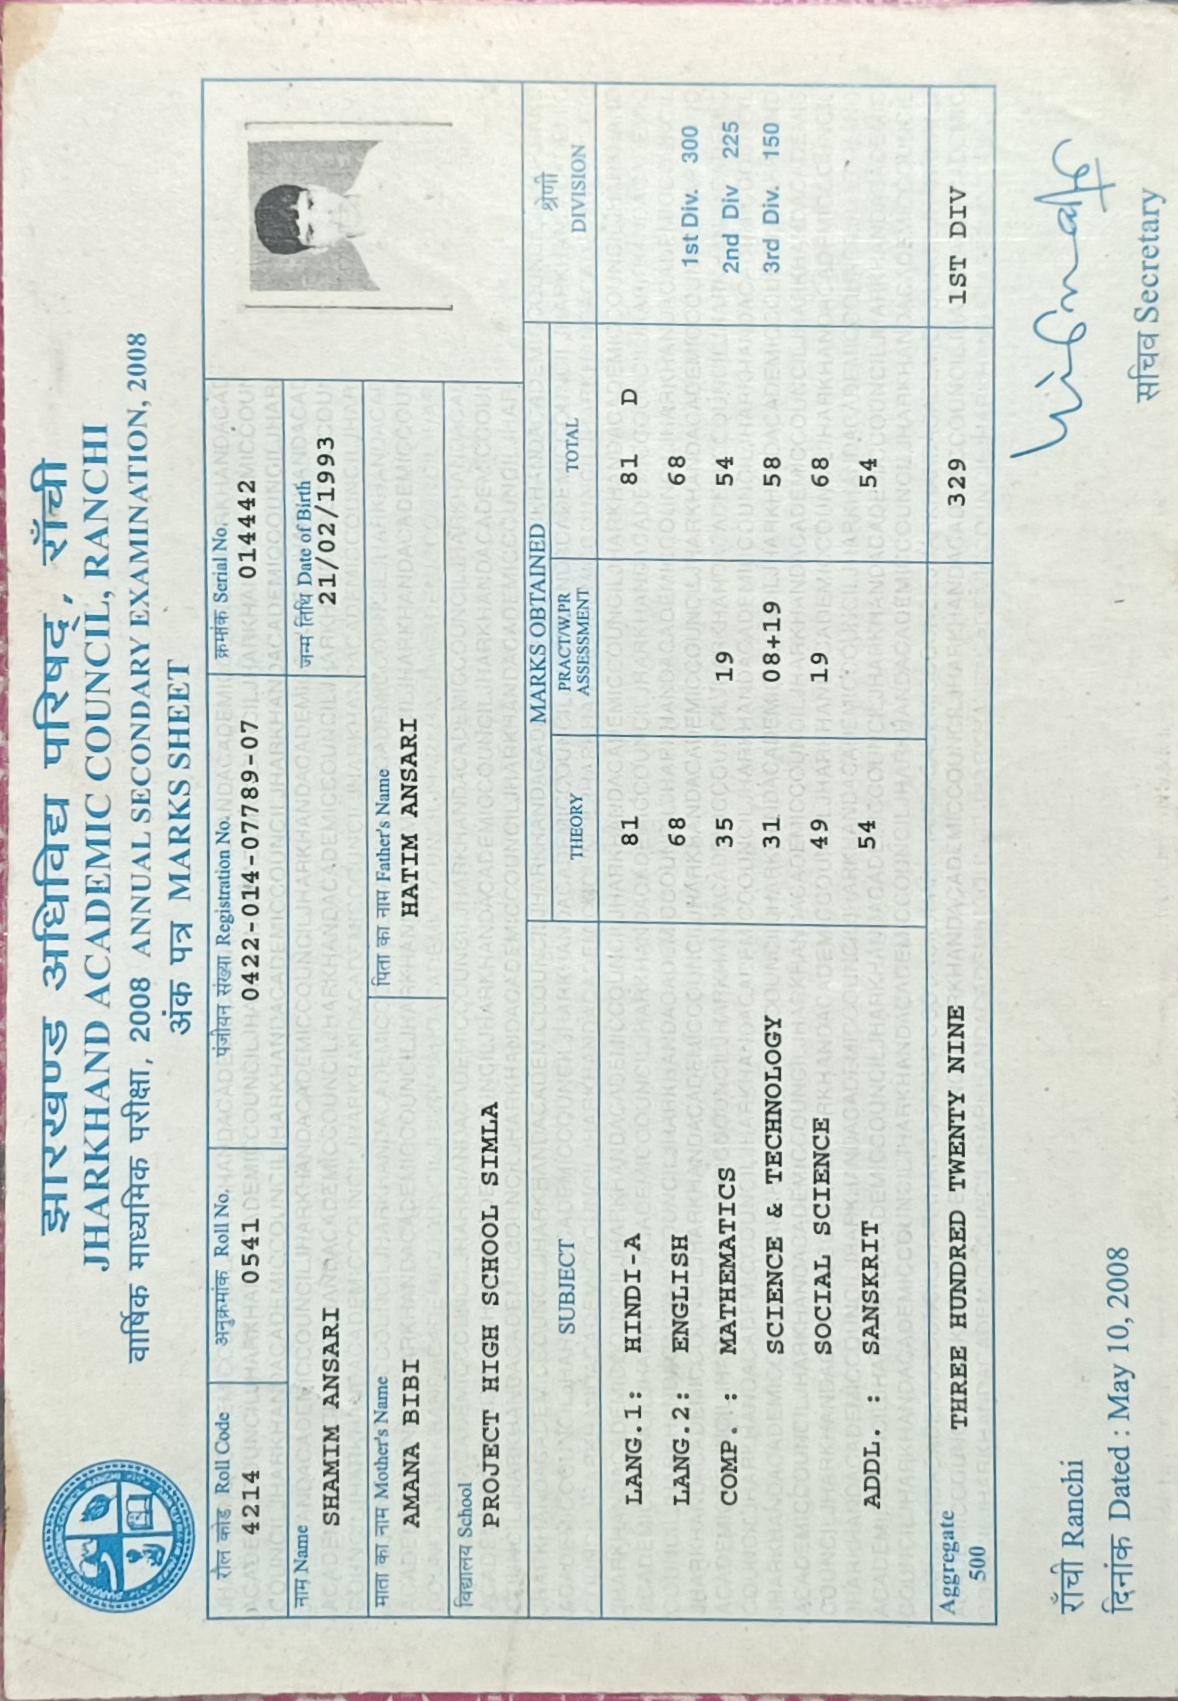 झारखण्ड अधिविद्य परिषद्, राँची
JHARKHAND ACADEMIC COUNCIL, RANCHI
वार्षिक माध्यमिक परीक्षा, 2008 ANNUAL SECONDARY EXAMINATION, 2008
अंक पत्र MARKS SHEET
रोल कोड Roll Code अनुक्रमांक Roll No. पंजीयन संख्या Registration No. क्रमांक Serial No.
4214 0541 0422-014-07789-07 014442
नाम Name जन्म तिथि Date of Birth
SHAMIM ANSARI 21/02/1993
माता का नाम Mother's Name पिता का नाम Father's Name
AMANA BIBI HATIM ANSARI
विद्यालय School
PROJECT HIGH SCHOOL SIMLA
SUBJECT MARKS OBTAINED श्रेणी
THEORY PRACT/W.PR ASSESSMENT TOTAL DIVISION
LANG.1: HINDI-A 81 81 D
LANG.2: ENGLISH 68 68 1st Div. 300
COMP. : MATHEMATICS 35 19 54 2nd Div 225
SCIENCE & TECHNOLOGY 31 08+19 58 3rd Div. 150
SOCIAL SCIENCE 49 19 68
ADDL. : SANSKRIT 54 54
Aggregate THREE HUNDRED TWENTY NINE 329 1ST DIV
500
राँची Ranchi
दिनांक Dated : May 10, 2008
सचिव Secretary